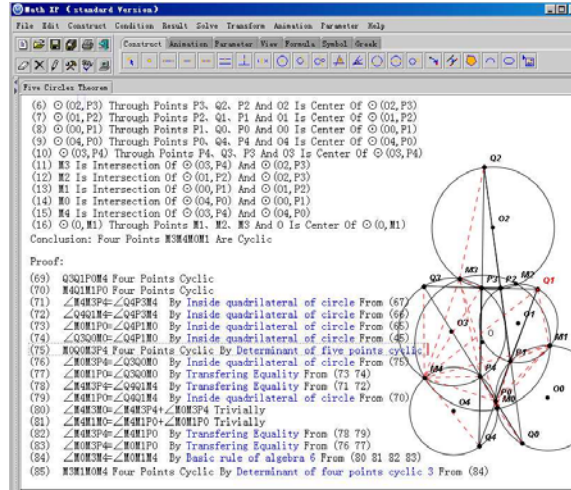 Math XP ( standard Version)
File Edit Construct Condition Result Solve Transform Animation Parameter Help
Construct Animation Parameter View Formula Symbol Greek
Five Circles Theorem
(6) ⊙(O2,P3) Through Points P3、Q2、P2 And O2 Is Center Of ⊙(O2,P3)
(7) ⊙(O1,P2) Through Points P2、Q1、P1 And O1 Is Center Of ⊙(O1,P2)
(8) ⊙(O0,P1) Through Points P1、Q0、P0 And O0 Is Center Of ⊙(O0,P1)
(9) ⊙(O4,P0) Through Points P0、Q4、P4 And O4 Is Center Of ⊙(O4,P0)
(10) ⊙(O3,P4) Through Points P4、Q3、P3 And O3 Is Center Of ⊙(O3,P4)
(11) M3 Is Intersection Of ⊙(O3,P4) And ⊙(O2,P3)
(12) M2 Is Intersection Of ⊙(O1,P2) And ⊙(O2,P3)
(13) M1 Is Intersection Of ⊙(O0,P1) And ⊙(O1,P2)
(14) M0 Is Intersection Of ⊙(O4,P0) And ⊙(O0,P1)
(15) M4 Is Intersection Of ⊙(O3,P4) And ⊙(O4,P0)
(16) ⊙(O,M1) Through Points M1、M2、M3 And O Is Center Of ⊙(O,M1)
Conclusion: Four Points M3M4M0M1 Are Cyclic
Proof:
(69) Q3Q1P0M4 Four Points Cyclic
(70) M4Q1M1P0 Four Points Cyclic
(71) ∠M4M3P4=∠Q4P3M4 By Inside quadrilateral of circle From (67)
(72) ∠Q4Q1M4=∠Q4P3M4 By Inside quadrilateral of circle From (66)
(73) ∠M0M1P0=∠Q4P1M0 By Inside quadrilateral of circle From (65)
(74) ∠Q3Q0M0=∠Q4P1M0 By Inside quadrilateral of circle From (45)
(75) M0Q0M3P4 Four Points Cyclic By Determinant of five points cyclic
(76) ∠M0M3P4=∠Q3Q0M0 By Inside quadrilateral of circle From (75)
(77) ∠M0M1P0=∠Q3Q0M0 By Transfering Equality From (73 74)
(78) ∠M4M3P4=∠Q4Q1M4 By Transfering Equality From (71 72)
(79) ∠M4M1P0=∠Q4Q1M4 By Inside quadrilateral of circle From (70)
(80) ∠M4M3M0=∠M4M3P4+∠M0M3P4 Trivially
(81) ∠M4M1M0=∠M4M1P0+∠M0M1P0 Trivially
(82) ∠M4M3P4=∠M4M1P0 By Transfering Equality From (78 79)
(83) ∠M0M3P4=∠M0M1P0 By Transfering Equality From (76 77)
(84) ∠M0M3M4=∠M0M1M4 By Basic rule of algebra 6 From (80 81 82 83)
(85) M3M1M0M4 Four Points Cyclic By Determinant of four points cyclic 3 From (84)
Q2
O2
M3
M2
Q3
P3
P2
Q1
O3
O
O1
M1
P1
M4
P4
P0
M0
O0
O4
Q4
Q0